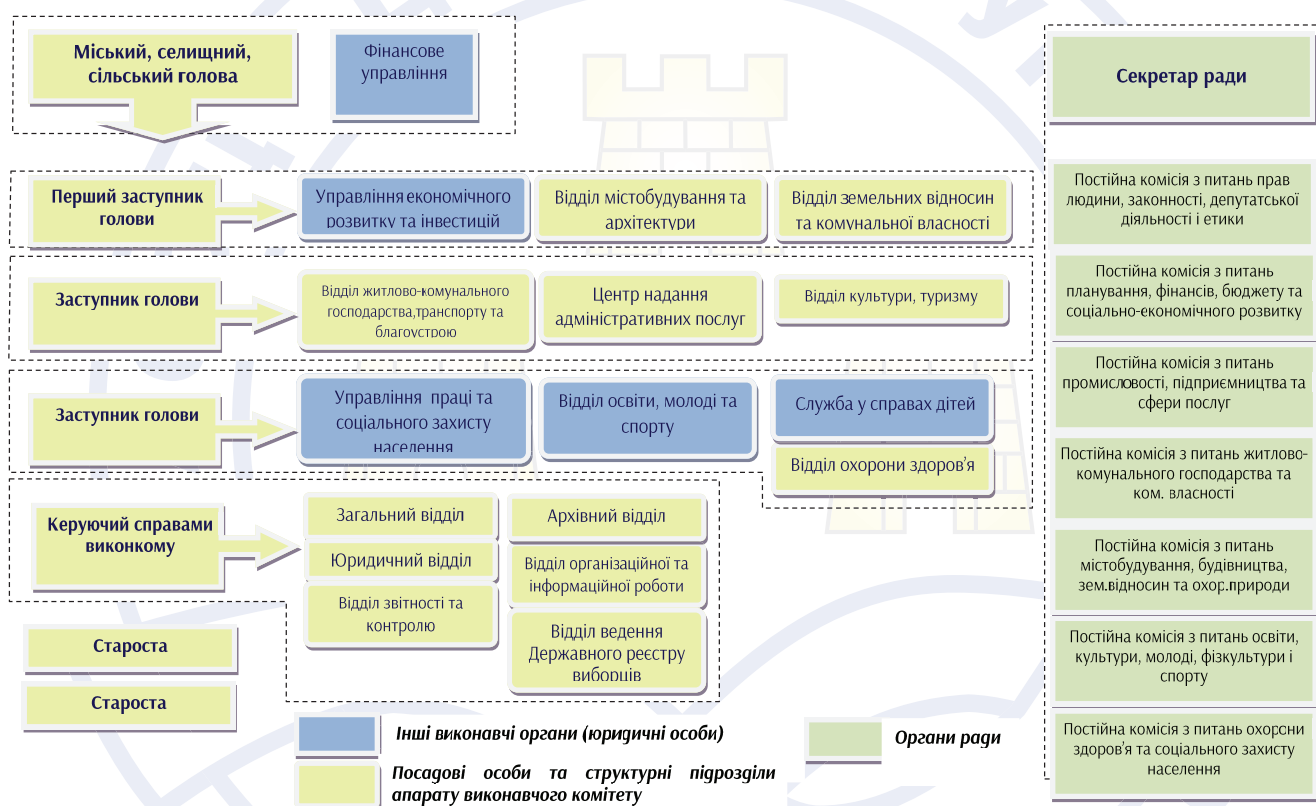 Міський, селищний,
сільський голова
Фінансове
управління
Секретар ради
Перший заступник
голови
Управління економічного
розвитку та інвестицій
Відділ містобудування та
архітектури
Відділ земельних відносин
та комунальної власності
Заступник голови
Відділ житлово-комунального
господарства,транспорту та
благоустрою
Центр надання
адміністративних послуг
Відділ культури, туризму
Заступник голови
Управління праці та
соціального захисту
населення
Відділ освіти, молоді та
спорту
Служба у справах дітей
Відділ охорони здоров'я
Керуючий справами
виконкому
Загальний відділ
Юридичний відділ
Відділ звітності та
контролю
Архівний відділ
Відділ організаційної та
інформаційної роботи
Відділ ведення
Державного реєстру
виборців
Староста
Староста
Постійна комісія з питань прав
людини, законності, депутатської
діяльності і етики
Постійна комісія з питань
планування, фінансів, бюджету та
соціально-економічного розвитку
Постійна комісія з питань
промисловості, підприємництва та
сфери послуг
Постійна комісія з питань житлово-
комунального господарства та
ком. власності
Постійна комісія з питань
містобудування, будівництва,
зем.відносин та охор.природи
Постійна комісія з питань освіти,
культури, молоді, фізкультури і
спорту
Постійна комісія з питань охорони
здоров'я та соціального захисту
населення
Інші виконавчі органи (юридичні особи)
Посадові особи та структурні підрозділи
апарату виконавчого комітету
Органи ради